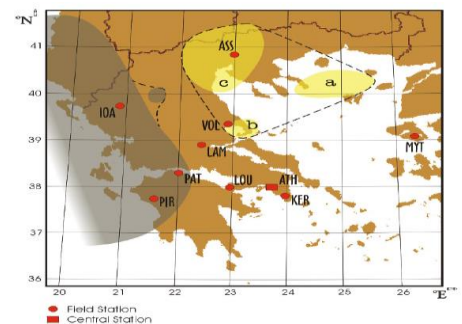 °N
41
40
39
38
37
36
20 21 22 23 24 25 26
°E
ASS
c
a
IOA
VOL
b
LAM
MYT
PAT
LOU
ATH
PIR
KER
Field Station
Central Station